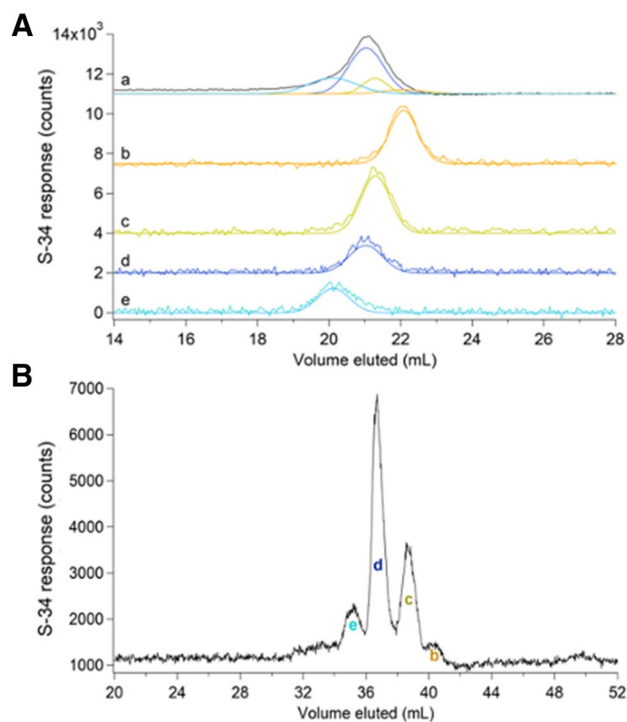 A
S-34 response (counts)
14x10³
12
10
8
6
4
2
0
a
b
c
d
e
14
16
18
20
22
24
26
28
Volume eluted (mL)
B
S-34 response (counts)
7000
6000
5000
4000
3000
2000
1000
e
d
c
b
20
24
28
32
36
40
44
48
52
Volume eluted (mL)